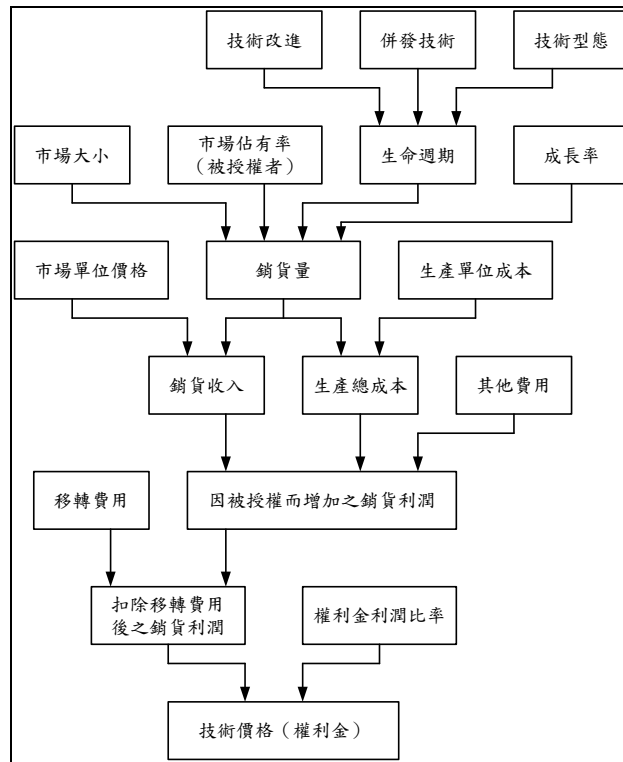 技術改進
併發技術
技術型態
市場大小
市場佔有率
（被授權者）
生命週期
成長率
市場單位價格
銷貨量
生產單位成本
銷貨收入
生產總成本
其他費用
移轉費用
因被授權而增加之銷貨利潤
扣除移轉費用
後之銷貨利潤
權利金利潤比率
技術價格（權利金）